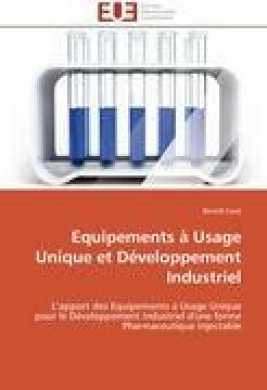 Equipements à Usage
Unique et Développement
Industriel
L'apport des Equipements à Usage Unique
pour le Développement Industriel d'une forme
Pharmaceutique injectable